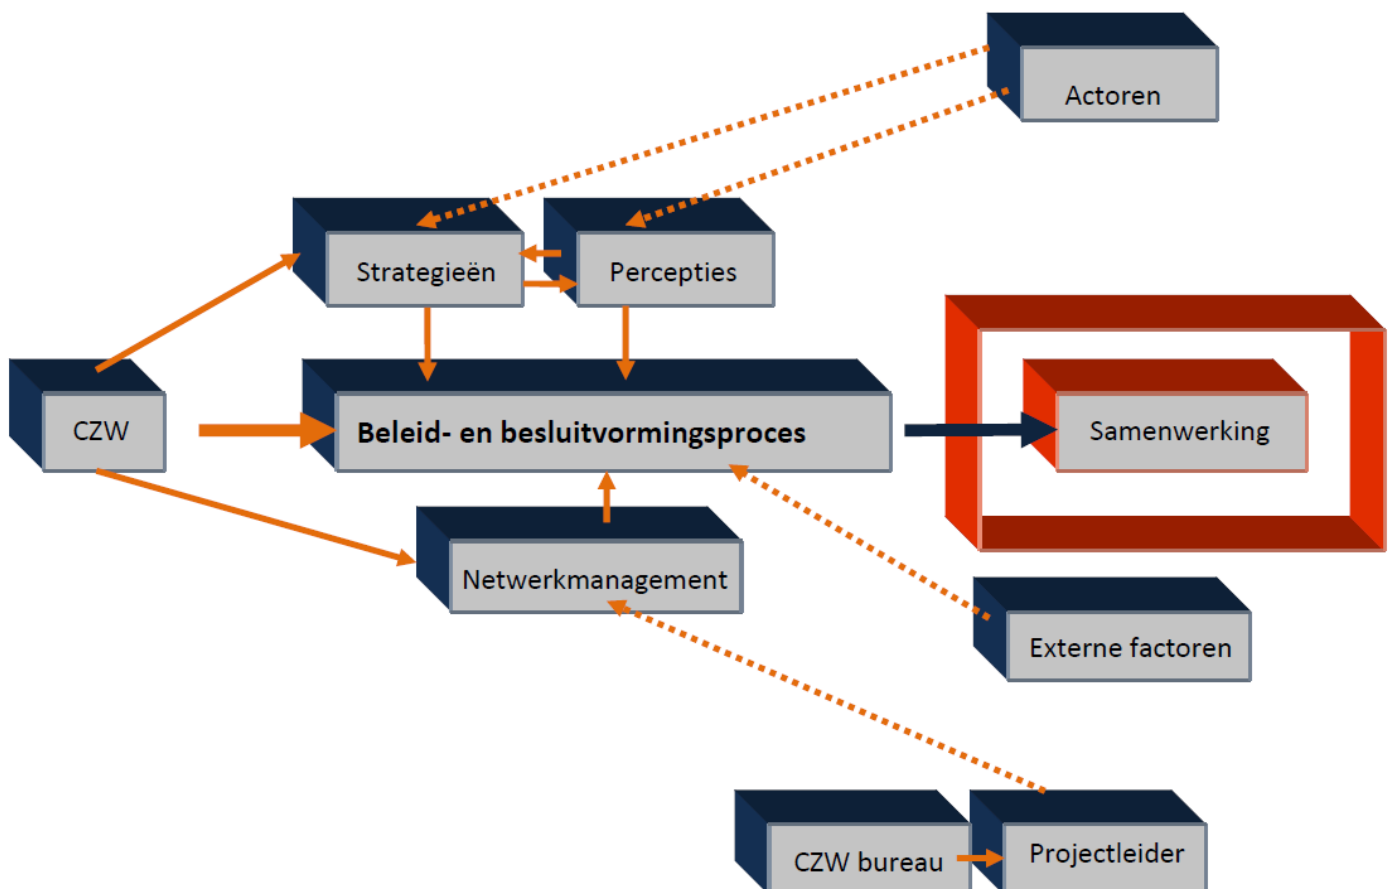 Actoren
Strategieën
Percepties
CZW
Beleid- en besluitvormingsproces
Samenwerking
Netwerkmanagement
Externe factoren
CZW bureau
Projectleider